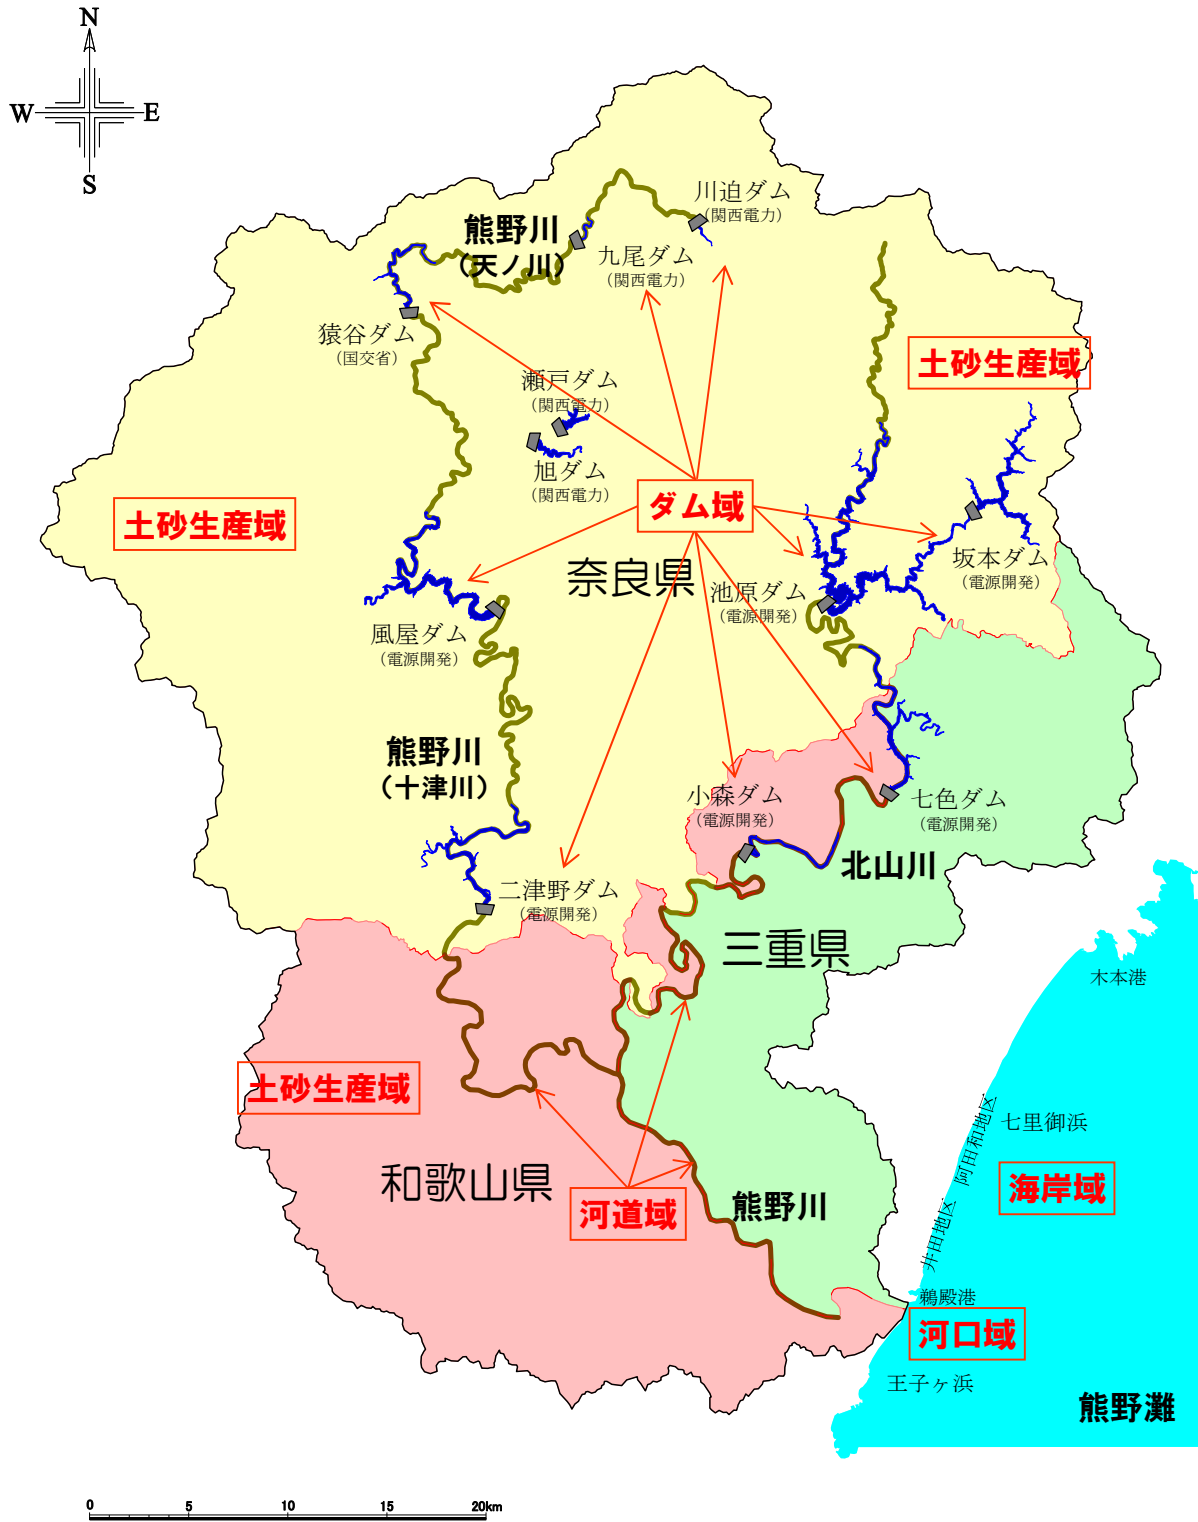 N
W
E
S
川迫ダム
(関西電力)
熊野川
(天ノ川)
九尾ダム
(関西電力)
猿谷ダム
(国交省)
土砂生産域
瀬戸ダム
(関西電力)
旭ダム
(関西電力)
土砂生産域
ダム域
坂本ダム
(電源開発)
奈良県
池原ダム
(電源開発)
風屋ダム
(電源開発)
熊野川
(十津川)
小森ダム
(電源開発)
七色ダム
(電源開発)
北山川
二津野ダム
(電源開発)
三重県
木本港
土砂生産域
阿田和地区
七里御浜
和歌山県
海岸域
河道域
熊野川
井田地区
鵜殿港
河口域
王子ヶ浜
熊野灘
0 5 10 15 20km